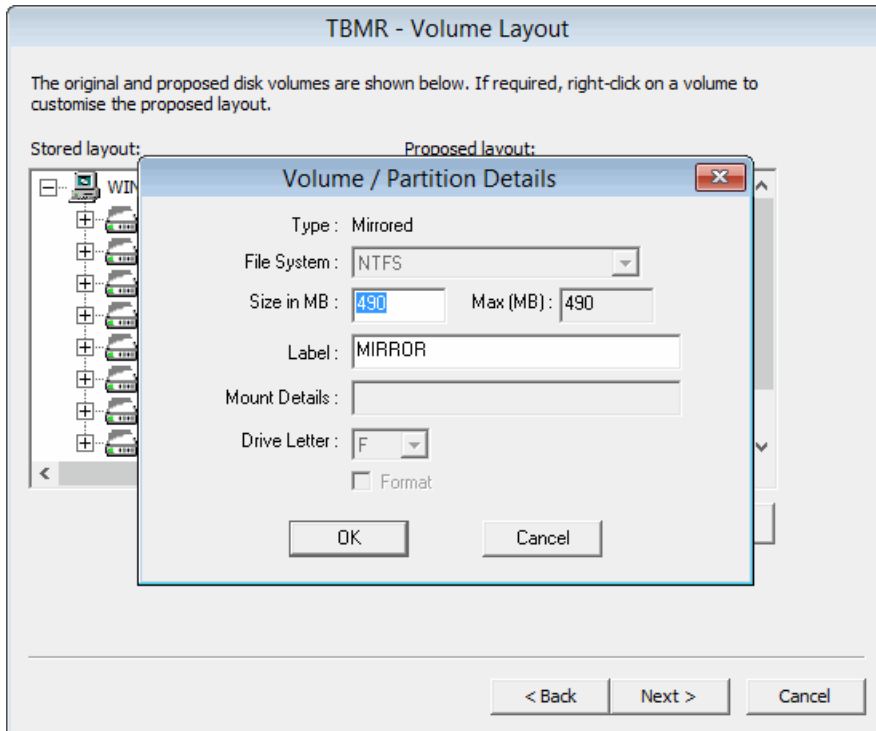 TBMR - Volume Layout
The original and proposed disk volumes are shown below. If required, right-click on a volume to
customise the proposed layout.
Stored layout: Proposed layout:
WIN
Volume / Partition Details
Type : Mirrored
File System : NTFS
Size in MB : 490 Max (MB) : 490
Label : MIRROR
Mount Details :
Drive Letter : F
Format
OK Cancel
< Back Next > Cancel